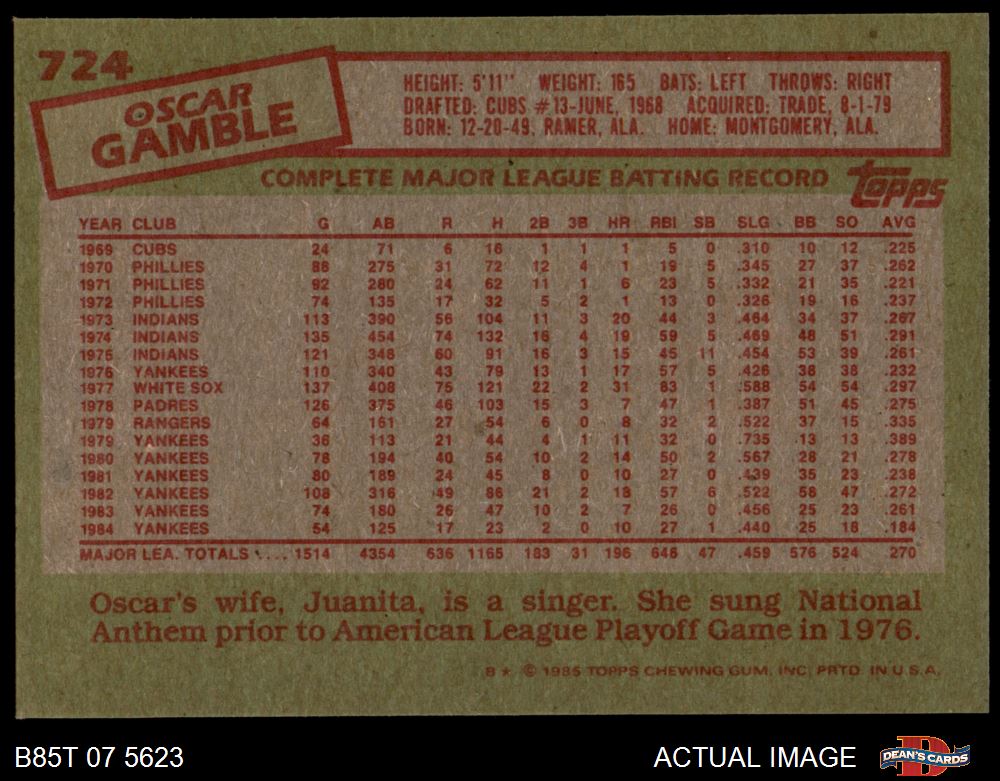 724
OSCAR
GAMBLE
HEIGHT: 5'11" WEIGHT: 165 BATS: LEFT THROWS: RIGHT
DRAFTED: CUBS #13-JUNE, 1968 ACQUIRED: TRADE, 8-1-79
BORN: 12-20-49, RAMER, ALA. HOME: MONTGOMERY, ALA.
COMPLETE MAJOR LEAGUE BATTING RECORD topps
YEAR CLUB G AB R H 2B 3B HR RBI SB SLG BB SO AVG
1969 CUBS 24 71 6 16 1 1 1 5 0 .310 10 12 .225
1970 PHILLIES 88 275 31 72 12 4 1 19 5 .345 27 37 .262
1971 PHILLIES 92 280 24 62 11 1 6 23 5 .332 21 35 .221
1972 PHILLIES 74 135 17 32 5 2 1 13 0 .326 19 16 .237
1973 INDIANS 113 390 56 104 11 3 20 44 3 .464 34 37 .267
1974 INDIANS 135 454 74 132 16 4 19 59 5 .469 48 51 .291
1975 INDIANS 121 348 60 91 16 3 15 45 11 .454 53 39 .261
1976 YANKEES 110 340 43 79 13 1 17 57 5 .426 38 38 .232
1977 WHITE SOX 137 408 75 121 22 2 31 83 1 .588 54 54 .297
1978 PADRES 126 375 46 103 15 3 7 47 1 .387 51 45 .275
1979 RANGERS 64 161 27 54 6 0 8 32 2 .522 37 15 .335
1979 YANKEES 36 113 21 44 4 1 11 32 0 .735 13 13 .389
1980 YANKEES 78 194 40 54 10 2 14 50 2 .567 28 21 .278
1981 YANKEES 80 189 24 45 8 0 10 27 0 .439 35 23 .238
1982 YANKEES 108 316 49 86 21 2 18 57 6 .522 58 47 .272
1983 YANKEES 74 180 26 47 10 2 7 26 0 .456 25 23 .261
1984 YANKEES 54 125 17 23 2 0 10 27 1 .440 25 18 .184
MAJOR LEA. TOTALS .... 1514 4354 636 1165 183 31 196 646 47 .459 576 524 .270
Oscar's wife, Juanita, is a singer. She sung National
Anthem prior to American League Playoff Game in 1976.
B★ © 1985 TOPPS CHEWING GUM, INC. PRTD. IN U.S.A.
B85T 07 5623 ACTUAL IMAGE DEAN'S CARDS